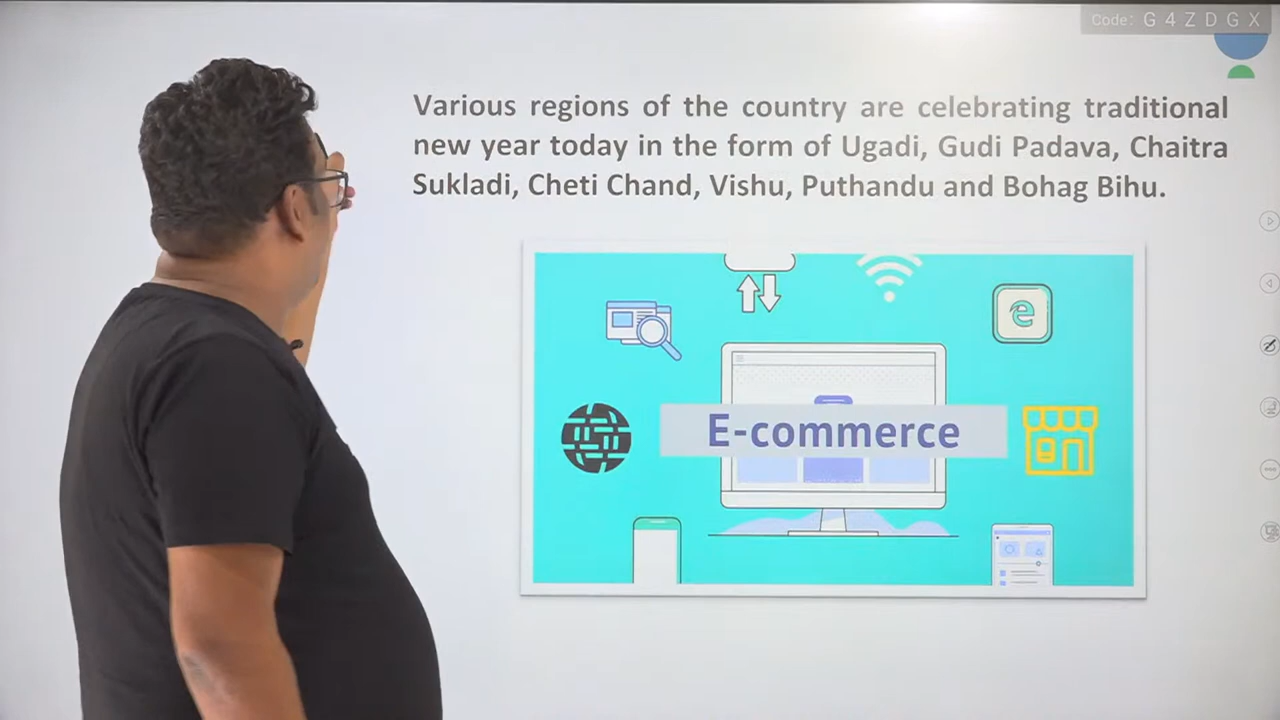 Code: G 4 Z D G X
Various regions of the country are celebrating traditional
new year today in the form of Ugadi, Gudi Padava, Chaitra
Sukladi, Cheti Chand, Vishu, Puthandu and Bohag Bihu.
e
E-commerce